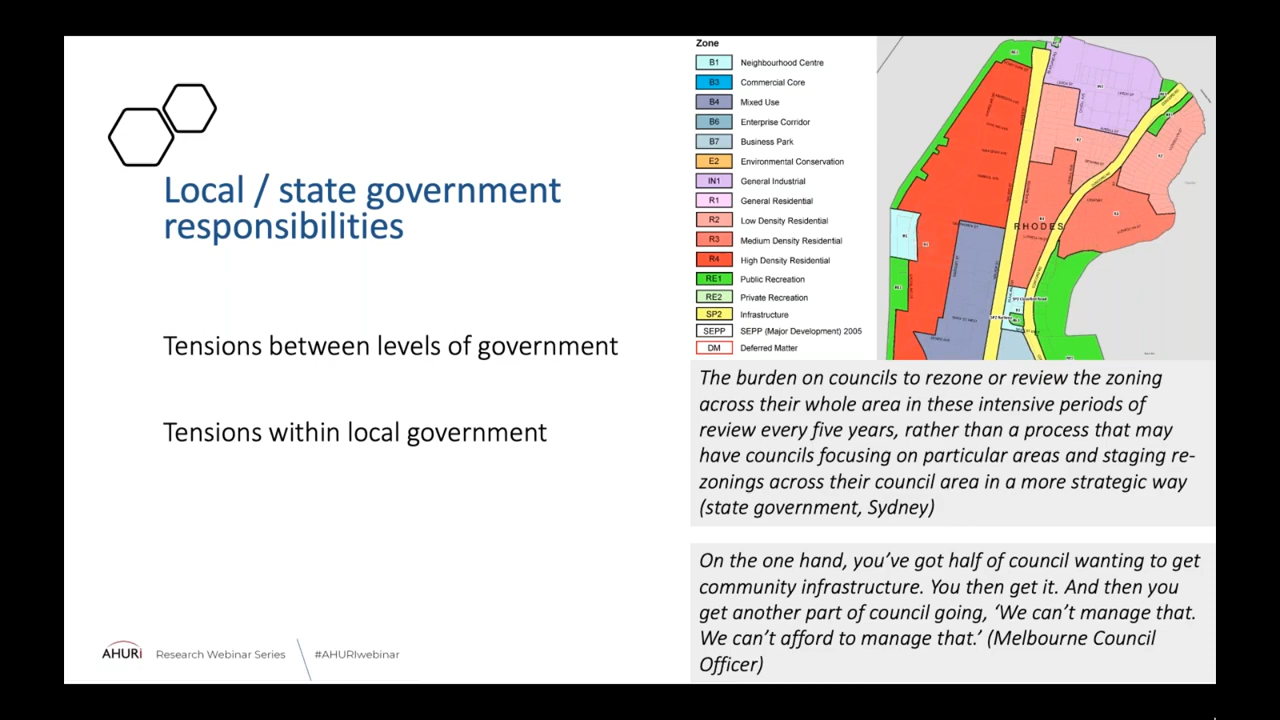 Local / state government
responsibilities
Tensions between levels of government
Tensions within local government
Zone
B1 Neighbourhood Centre
B3 Commercial Core
B4 Mixed Use
B6 Enterprise Corridor
B7 Business Park
E2 Environmental Conservation
IN1 General Industrial
R1 General Residential
R2 Low Density Residential
R3 Medium Density Residential
R4 High Density Residential
RE1 Public Recreation
RE2 Private Recreation
SP2 Infrastructure
SEPP SEPP (Major Development) 2005
DM Deferred Matter
RHODES
The burden on councils to rezone or review the zoning
across their whole area in these intensive periods of
review every five years, rather than a process that may
have councils focusing on particular areas and staging re-
zonings across their council area in a more strategic way
(state government, Sydney)
On the one hand, you’ve got half of council wanting to get
community infrastructure. You then get it. And then you
get another part of council going, ‘We can’t manage that.
We can’t afford to manage that.’ (Melbourne Council
Officer)
AHURI
Research Webinar Series
#AHURIwebinar